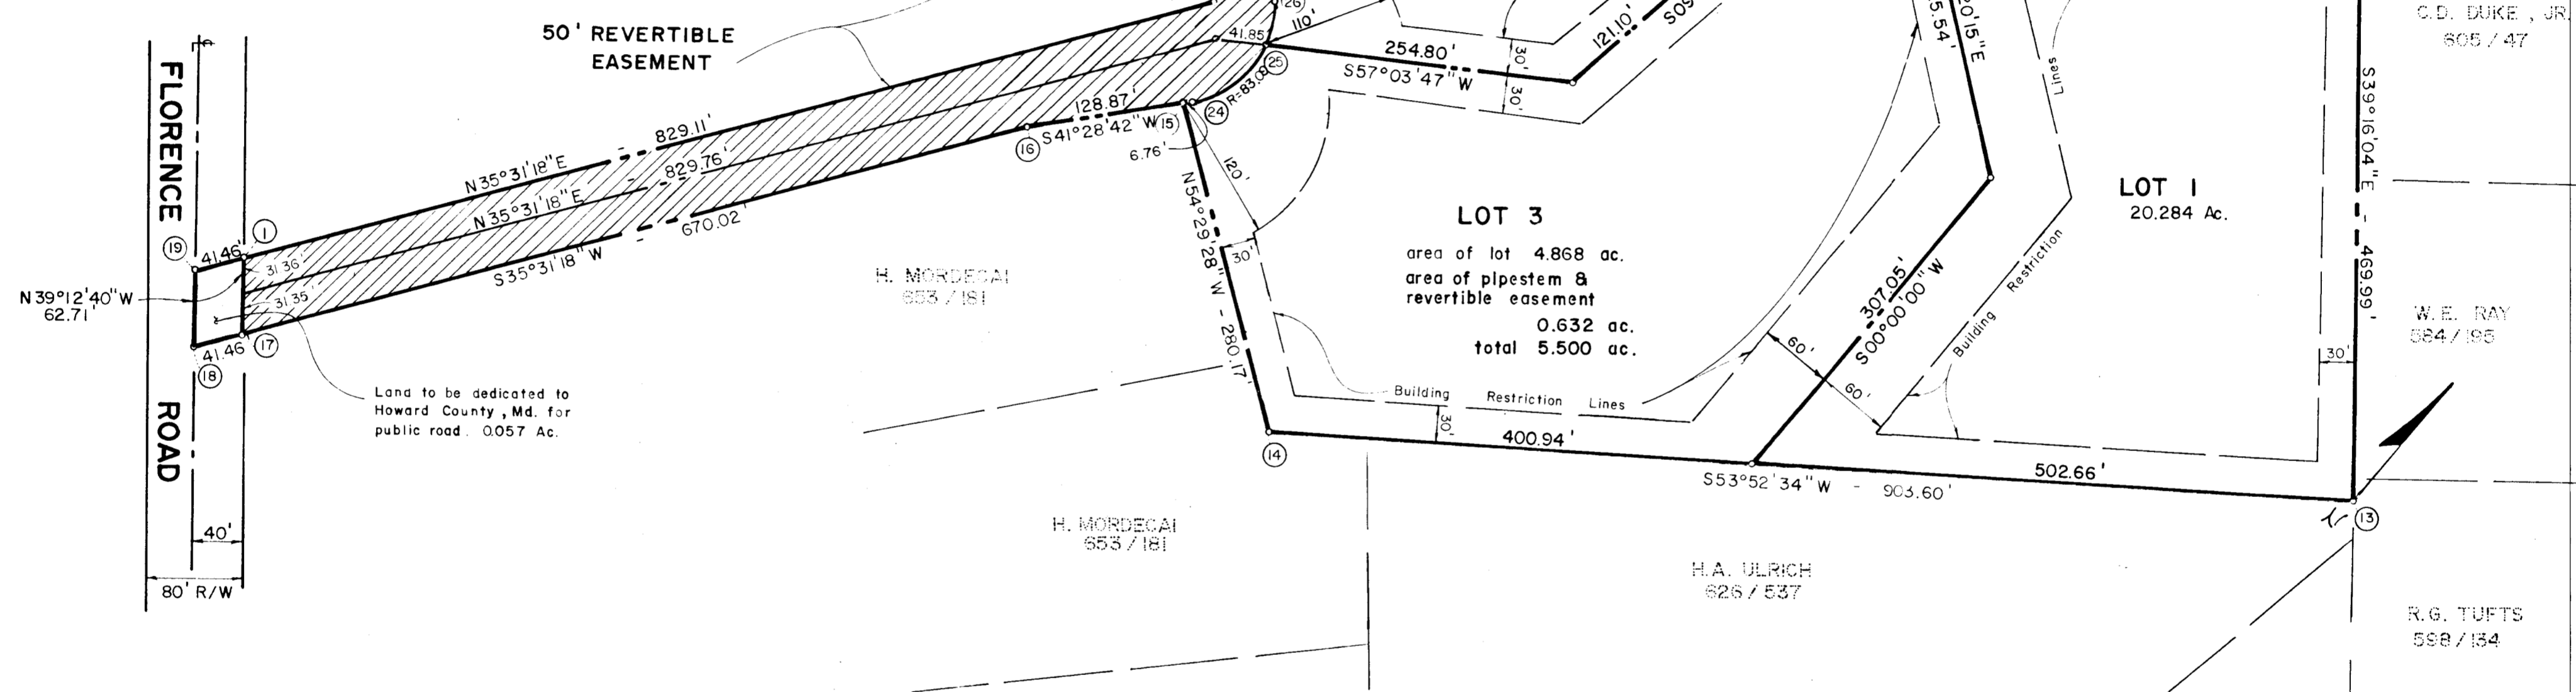 50' REVERTIBLE
EASEMENT
FLORENCE
ROAD
829.11'
N35°31'18"E
829.76'
N35°31'18"E
670.02'
S35°31'18"W
128.87'
S41°28'42"W
15
16
24
25
26
R=83.09
41.85'
110'
6.76'
120'
254.80'
S57°03'47"W
30'
30'
121.10'
S09
20'15"E
5.54'
Lines
19
41.46'
1
31.36'
31.35'
N39°12'40"W
62.71'
41.46
17
18
Land to be dedicated to
Howard County, Md. for
public road. 0.057 Ac.
40'
80' R/W
H. MORDECAI
653/181
N54°29'28"W - 280.17'
30'
LOT 3
area of lot 4.868 ac.
area of pipestem &
revertible easement
0.632 ac.
total 5.500 ac.
Building Restriction Lines
30'
14
400.94'
S53°52'34"W - 903.60'
502.66'
307.05'
S00°00'00"W
60'
60'
Building Restriction
LOT 1
20.284 Ac.
S39°16'04"E - 469.99'
30'
N
13
C.D. DUKE, JR.
605/47
W.E. RAY
584/195
H. MORDECAI
653/181
H.A. ULRICH
626/537
R.G. TUFTS
598/134